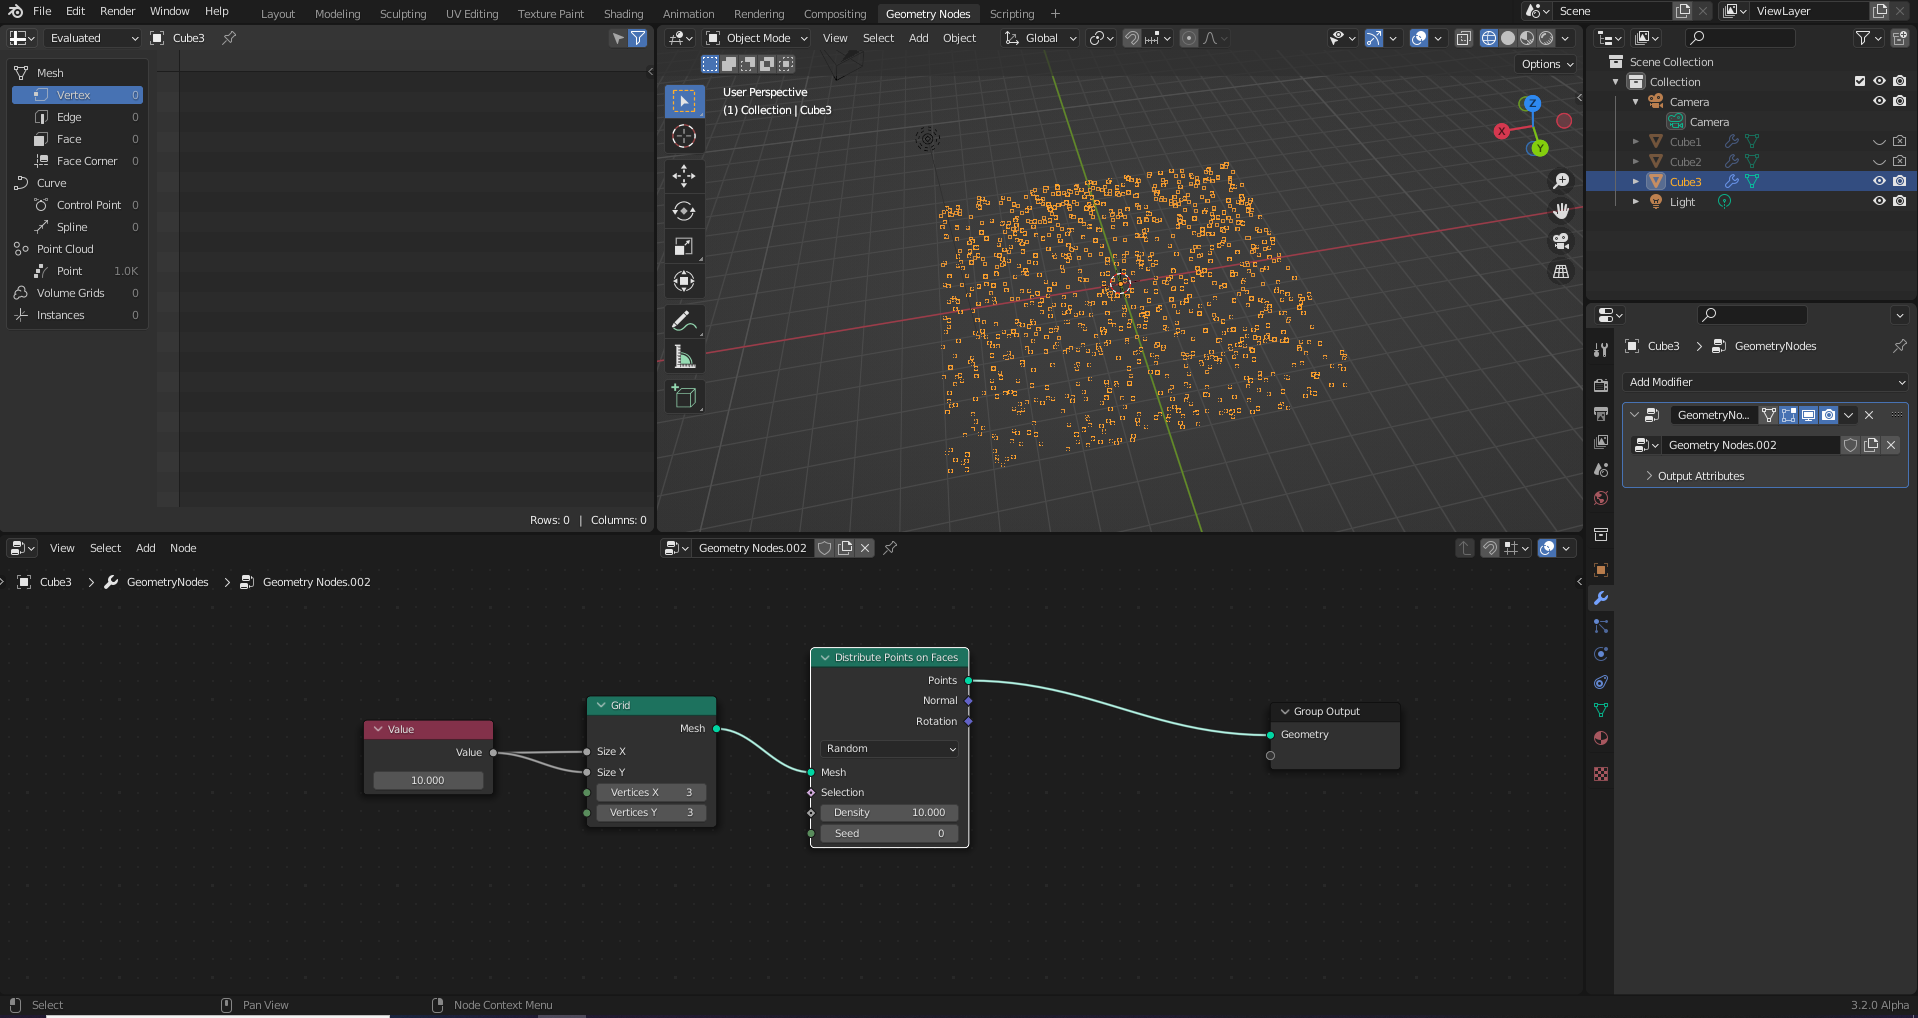 File Edit Render Window Help Layout Modeling Sculpting UV Editing Texture Paint Shading Animation Rendering Compositing Geometry Nodes Scripting + Scene ViewLayer
Evaluated Cube3
Object Mode View Select Add Object Global
Options
Mesh
Vertex 0
Edge 0
Face 0
Face Corner 0
Curve
Control Point 0
Spline 0
Point Cloud
Point 1.0K
Volume Grids 0
Instances 0
Rows: 0 | Columns: 0
User Perspective
(1) Collection | Cube3
Z
X
Y
Scene Collection
Collection
Camera
Camera
Cube1
Cube2
Cube3
Light
Cube3 > GeometryNodes
Add Modifier
GeometryNo...
Geometry Nodes.002
Output Attributes
View Select Add Node
Geometry Nodes.002
Cube3 > GeometryNodes > Geometry Nodes.002
Value
Value
10.000
Grid
Mesh
Size X
Size Y
Vertices X 3
Vertices Y 3
Distribute Points on Faces
Points
Normal
Rotation
Random
Mesh
Selection
Density 10.000
Seed 0
Group Output
Geometry
Select Pan View Node Context Menu 3.2.0 Alpha